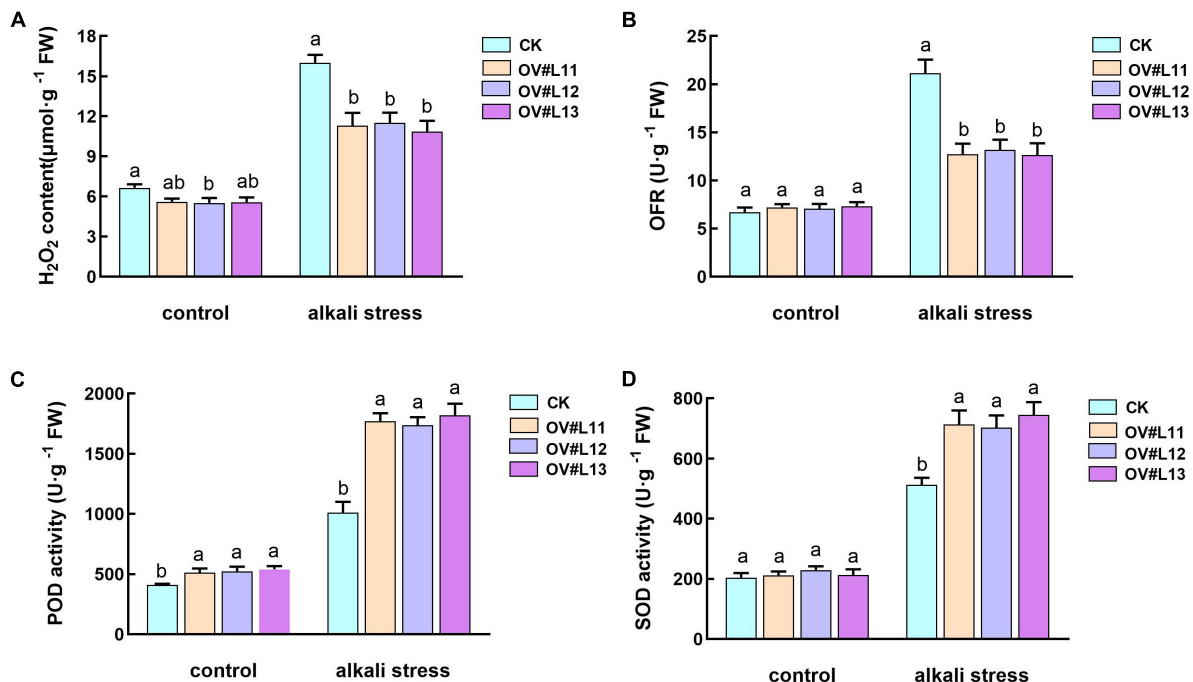 A
H₂O₂ content(μmol·g ⁻¹ FW)
18
15
12
9
6
3
0
a
ab
b
ab
a
b
b
b
control
alkali stress
CK
OV#L11
OV#L12
OV#L13
B
OFR (U·g ⁻¹ FW)
25
20
15
10
5
0
a
a
a
a
a
b
b
b
control
alkali stress
CK
OV#L11
OV#L12
OV#L13
C
POD activity (U·g ⁻¹ FW)
2000
1500
1000
500
0
b
a
a
a
b
a
a
a
control
alkali stress
CK
OV#L11
OV#L12
OV#L13
D
SOD activity (U·g ⁻¹ FW)
800
600
400
200
0
a
a
a
a
b
a
a
a
control
alkali stress
CK
OV#L11
OV#L12
OV#L13